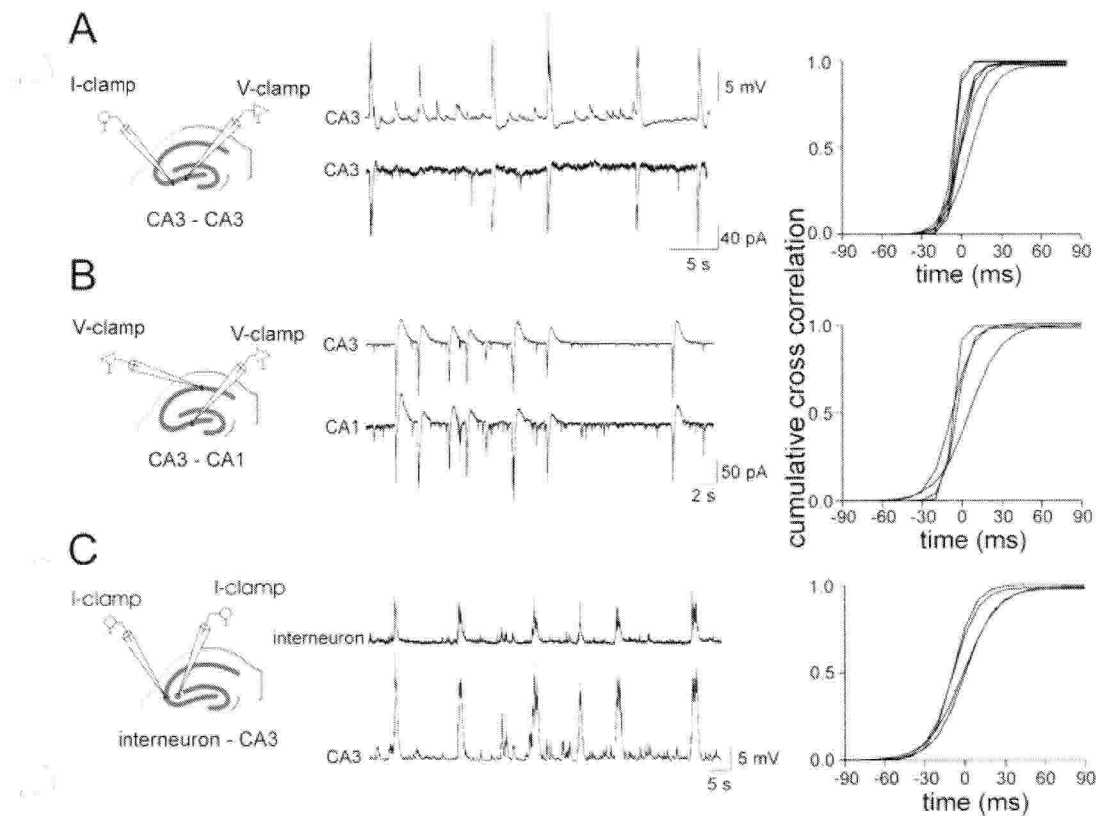 A
I-clamp
V-clamp
CA3 - CA3
CA3
CA3
5 mV
40 pA
5 s
1.0
0.5
0.0
-90 -60 -30 0 30 60 90
time (ms)
B
V-clamp
V-clamp
CA3 - CA1
CA3
CA1
50 pA
2 s
cumulative cross correlation
1.0
0.5
0.0
-90 -60 -30 0 30 60 90
time (ms)
C
I-clamp
I-clamp
interneuron - CA3
interneuron
CA3
5 mV
5 s
1.0
0.5
0.0
-90 -60 -30 0 30 60 90
time (ms)